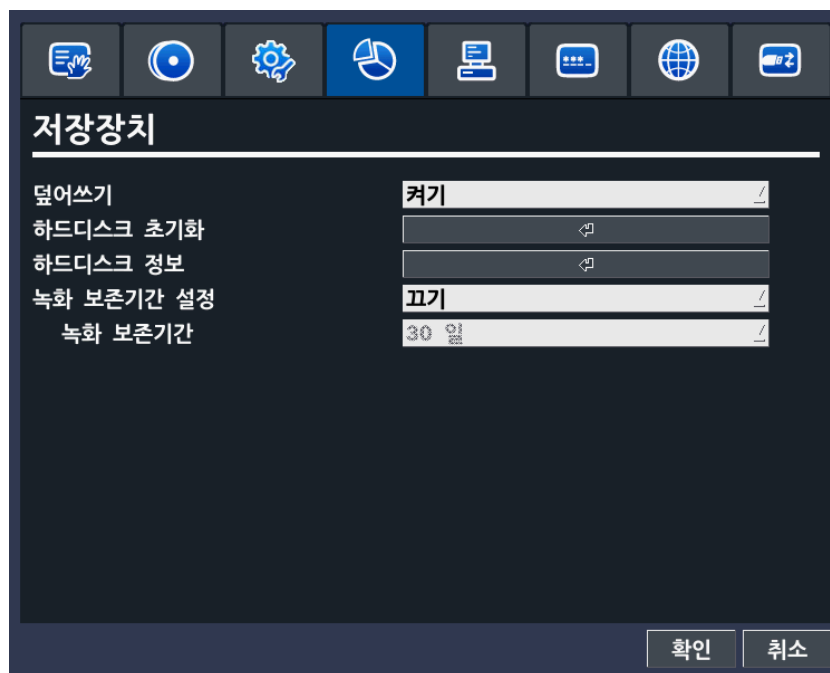 저장장치
덮어쓰기 켜기
하드디스크 초기화
하드디스크 정보
녹화 보존기간 설정 끄기
녹화 보존기간 30 일
확인 취소